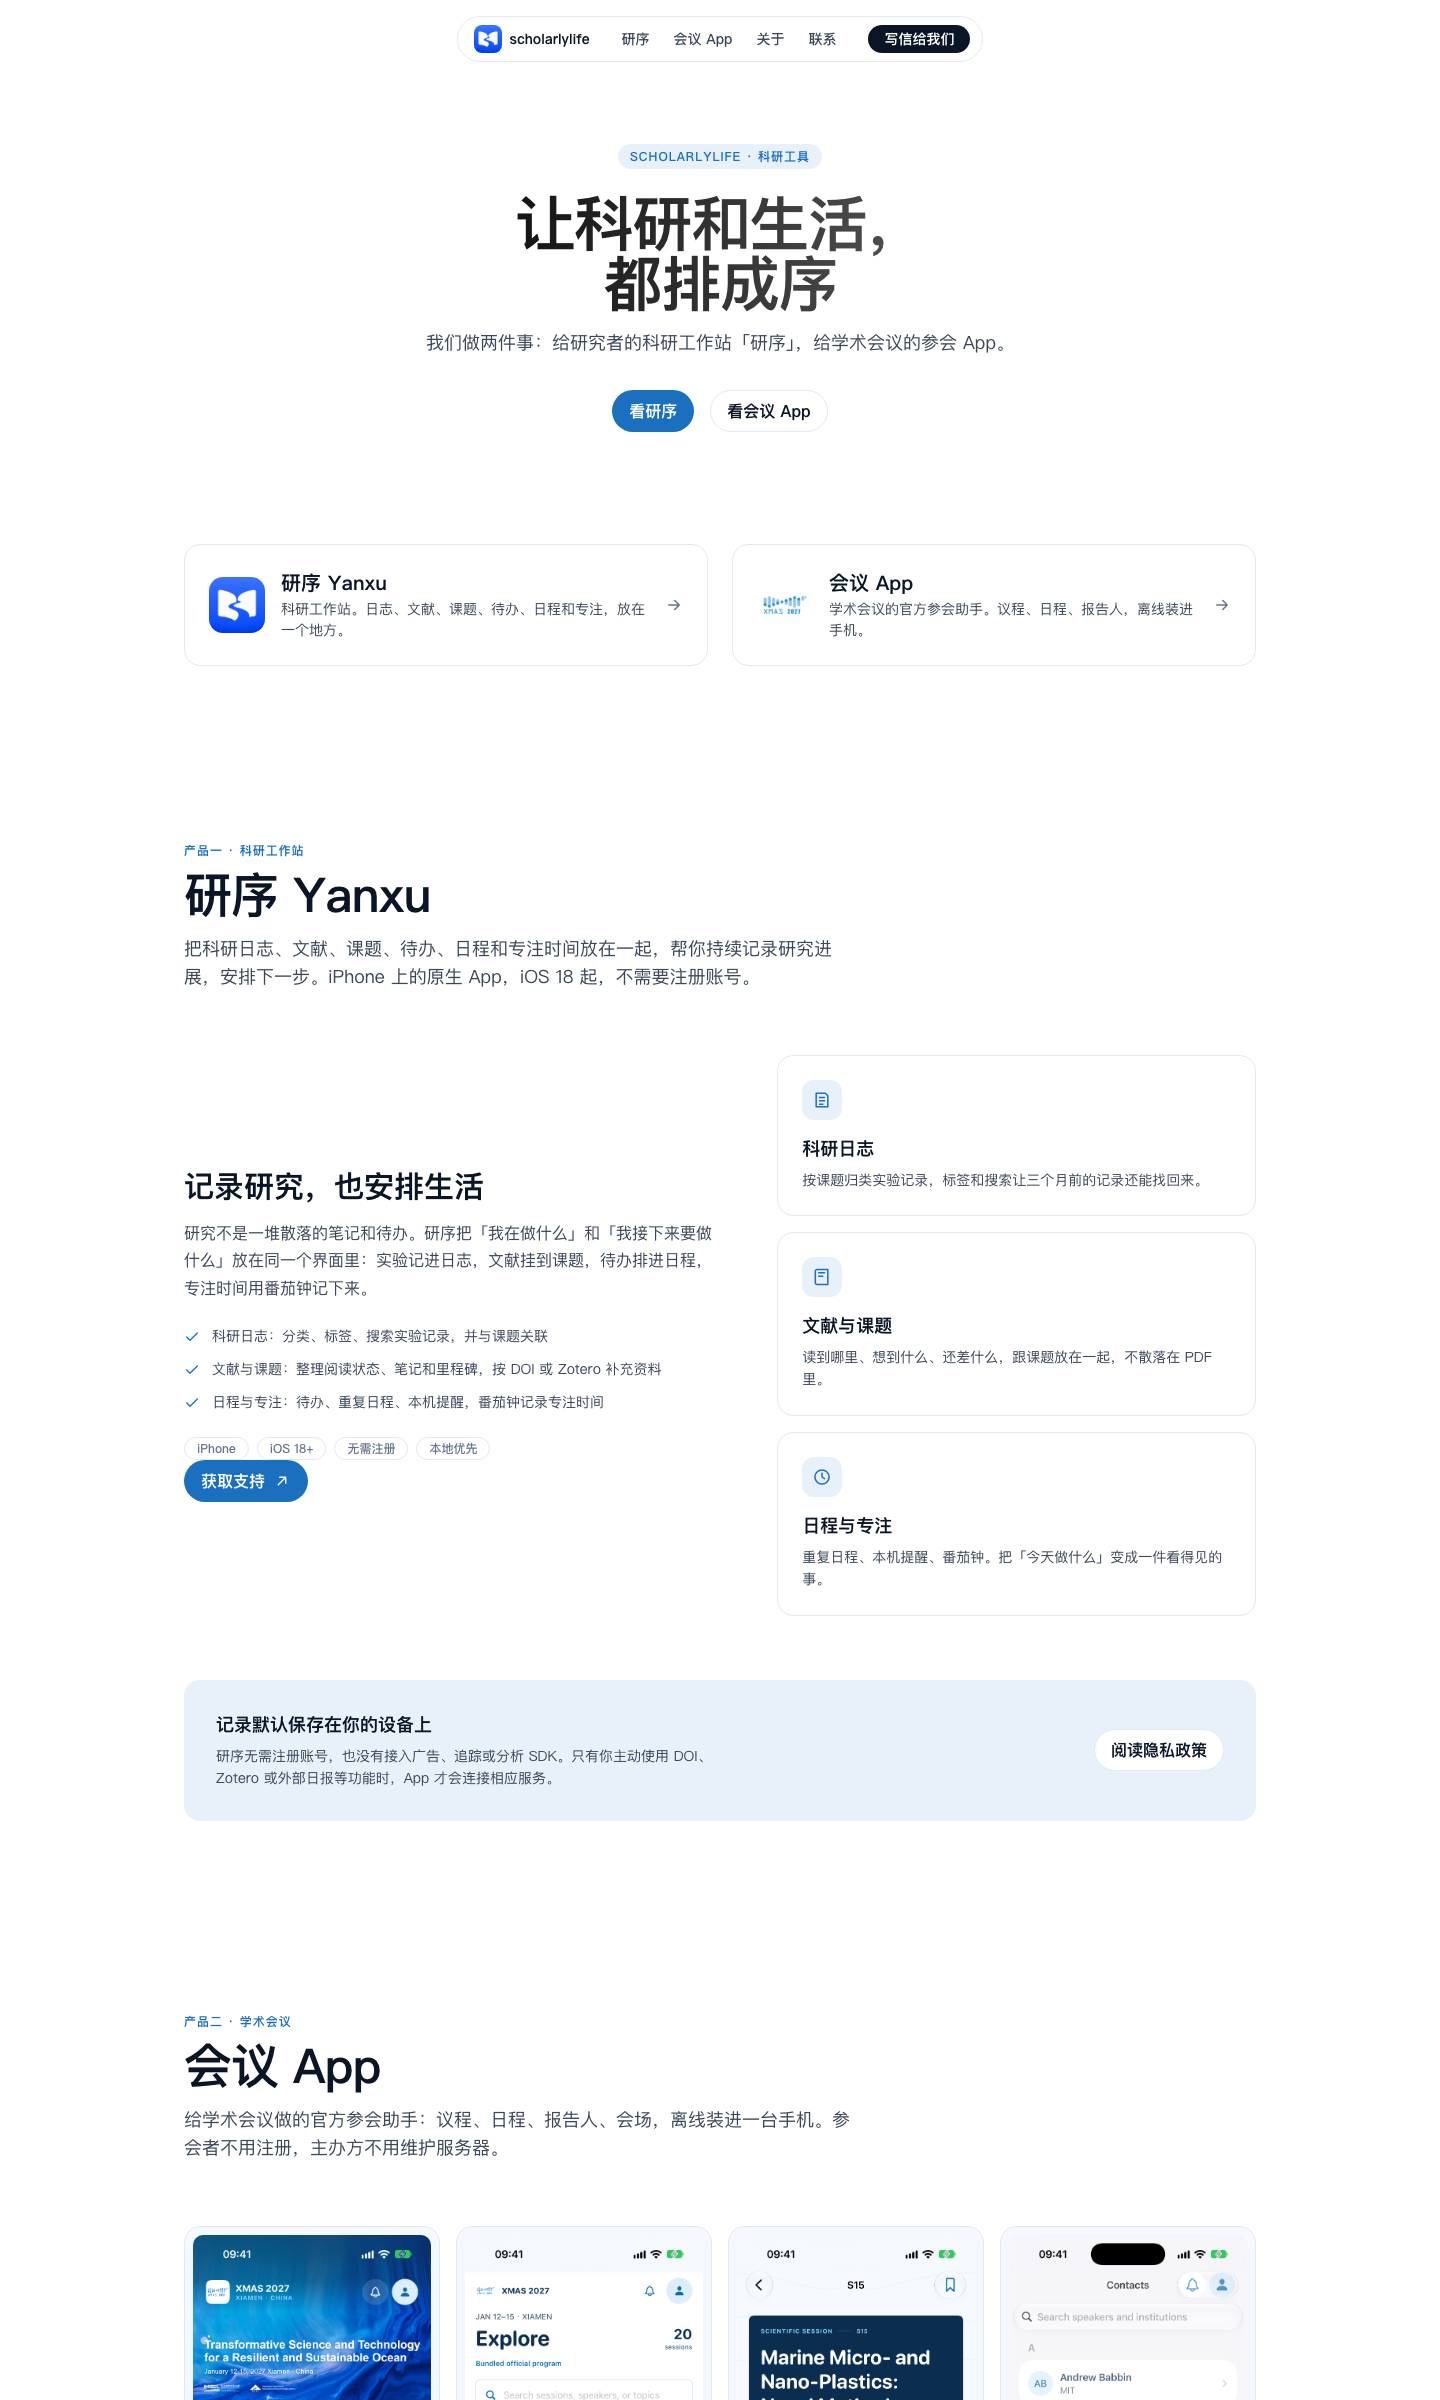 scholarlylife 研序 会议 App 关于 联系 写信给我们
SCHOLARLYLIFE · 科研工具
让科研和生活，
都排成序
我们做两件事：给研究者的科研工作站「研序」，给学术会议的参会 App。
看研序 看会议 App
研序 Yanxu
科研工作站。日志、文献、课题、待办、日程和专注，放在
一个地方。
XMAS 2027
会议 App
学术会议的官方参会助手。议程、日程、报告人，离线装进
手机。
产品一 · 科研工作站
研序 Yanxu
把科研日志、文献、课题、待办、日程和专注时间放在一起，帮你持续记录研究进
展，安排下一步。iPhone 上的原生 App，iOS 18 起，不需要注册账号。
记录研究，也安排生活
研究不是一堆散落的笔记和待办。研序把「我在做什么」和「我接下来要做
什么」放在同一个界面里：实验记进日志，文献挂到课题，待办排进日程，
专注时间用番茄钟记下来。
科研日志：分类、标签、搜索实验记录，并与课题关联
文献与课题：整理阅读状态、笔记和里程碑，按 DOI 或 Zotero 补充资料
日程与专注：待办、重复日程、本机提醒，番茄钟记录专注时间
iPhone iOS 18+ 无需注册 本地优先
获取支持
科研日志
按课题归类实验记录，标签和搜索让三个月前的记录还能找回来。
文献与课题
读到哪里、想到什么、还差什么，跟课题放在一起，不散落在 PDF
里。
日程与专注
重复日程、本机提醒、番茄钟。把「今天做什么」变成一件看得见的
事。
记录默认保存在你的设备上
研序无需注册账号，也没有接入广告、追踪或分析 SDK。只有你主动使用 DOI、
Zotero 或外部日报等功能时，App 才会连接相应服务。
阅读隐私政策
产品二 · 学术会议
会议 App
给学术会议做的官方参会助手：议程、日程、报告人、会场，离线装进一台手机。参
会者不用注册，主办方不用维护服务器。
09:41
XMAS 2027
XIAMEN · CHINA
Transformative Science and Technology
for a Resilient and Sustainable Ocean
January 12-15, 2027 Xiamen · China
09:41
XMAS 2027
JAN 12–15 · XIAMEN
Explore
20
sessions
Bundled official program
Search sessions, speakers, or topics
09:41
S15
SCIENTIFIC SESSION S15
Marine Micro- and
Nano-Plastics:
09:41
Contacts
Search speakers and institutions
A
AB
Andrew Babbin
MIT